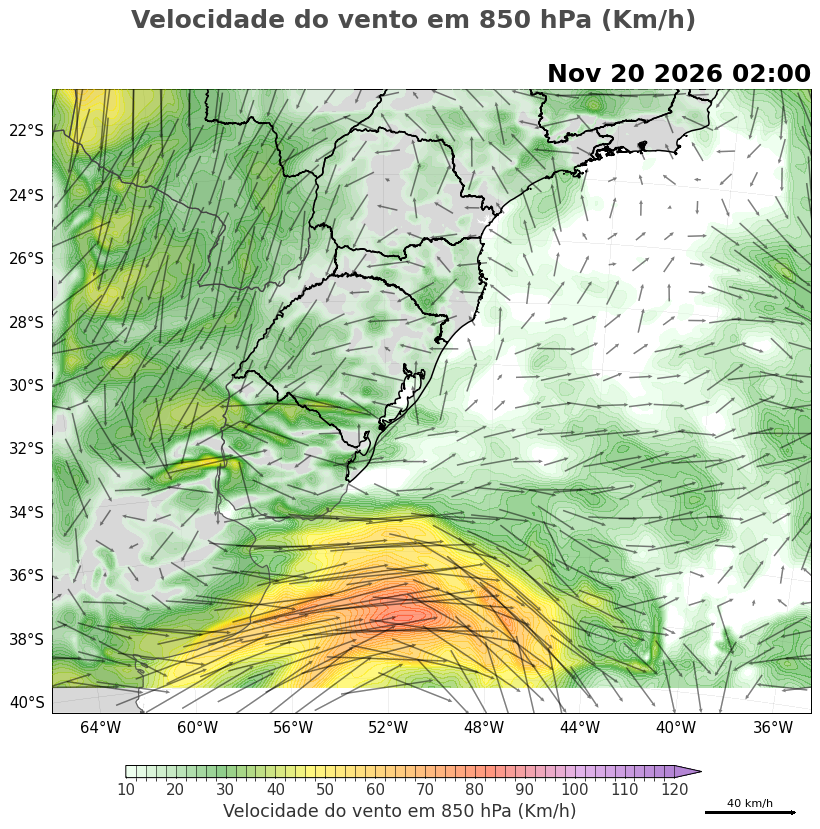 Velocidade do vento em 850 hPa (Km/h)
Nov 20 2026 02:00
22°S
24°S
26°S
28°S
30°S
32°S
34°S
36°S
38°S
40°S
64°W 60°W 56°W 52°W 48°W 44°W 40°W 36°W
10 20 30 40 50 60 70 80 90 100 110 120
Velocidade do vento em 850 hPa (Km/h)
40 km/h